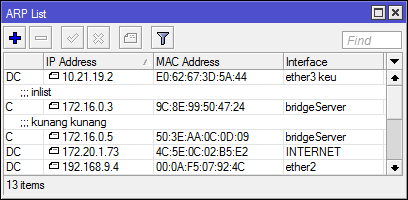 ARP List
Find
IP Address MAC Address Interface
DC 10.21.19.2 E0:62:67:3D:5A:44 ether3 keu
;;; inlist
C 172.16.0.3 9C:8E:99:50:47:24 bridgeServer
;;; kunang kunang
C 172.16.0.5 50:3E:AA:0C:0D:09 bridgeServer
DC 172.20.1.73 4C:5E:0C:02:B5:E2 INTERNET
DC 192.168.9.4 00:0A:F5:07:92:4C ether2
13 items